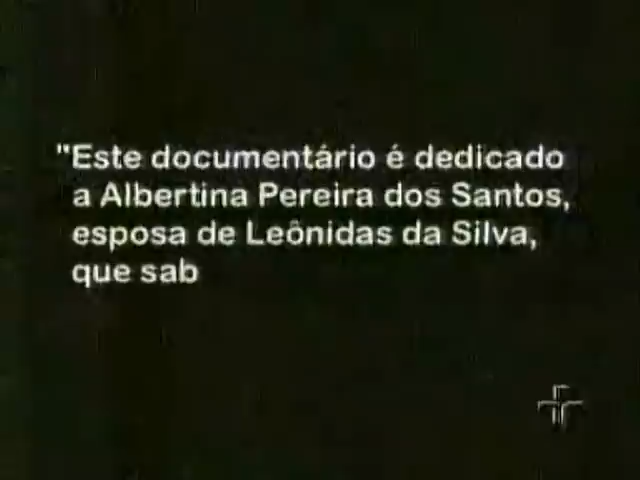 "Este documentário é dedicado
a Albertina Pereira dos Santos,
esposa de Leônidas da Silva,
que sab